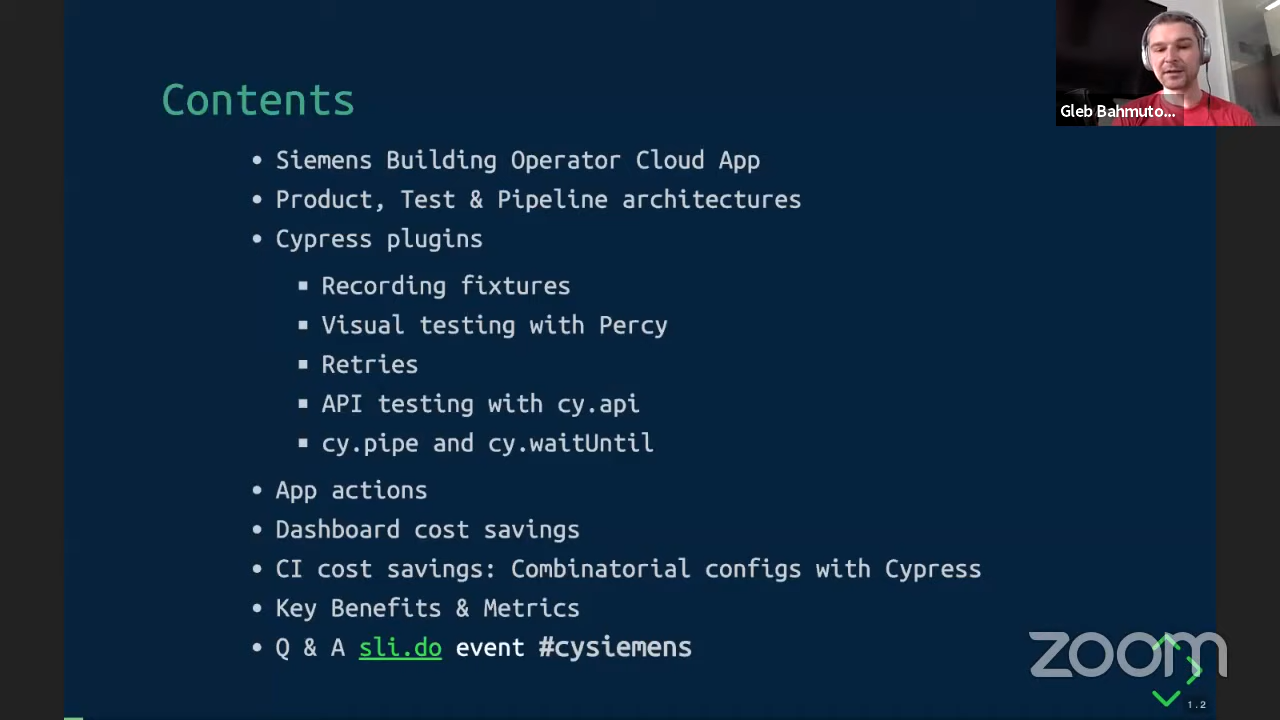 Contents
Gleb Bahmuto...
• Siemens Building Operator Cloud App
• Product, Test & Pipeline architectures
• Cypress plugins
▪ Recording fixtures
▪ Visual testing with Percy
▪ Retries
▪ API testing with cy.api
▪ cy.pipe and cy.waitUntil
• App actions
• Dashboard cost savings
• CI cost savings: Combinatorial configs with Cypress
• Key Benefits & Metrics
• Q & A sli.do event #cysiemens
zoom
1.2